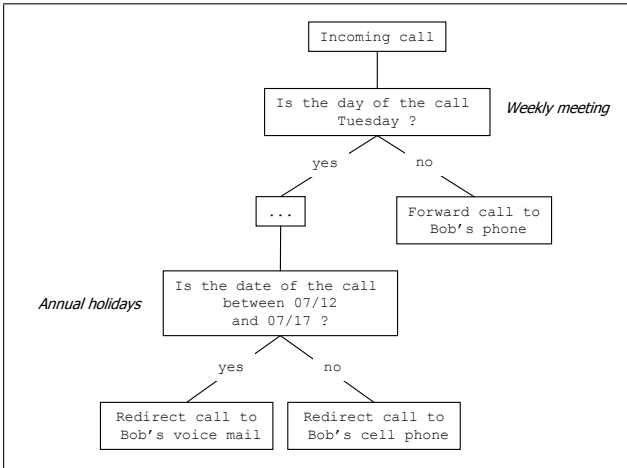 Incoming call
Is the day of the call
Tuesday ?
Weekly meeting
yes
no
...
Forward call to
Bob's phone
Annual holidays
Is the date of the call
between 07/12
and 07/17 ?
yes
no
Redirect call to
Bob's voice mail
Redirect call to
Bob's cell phone